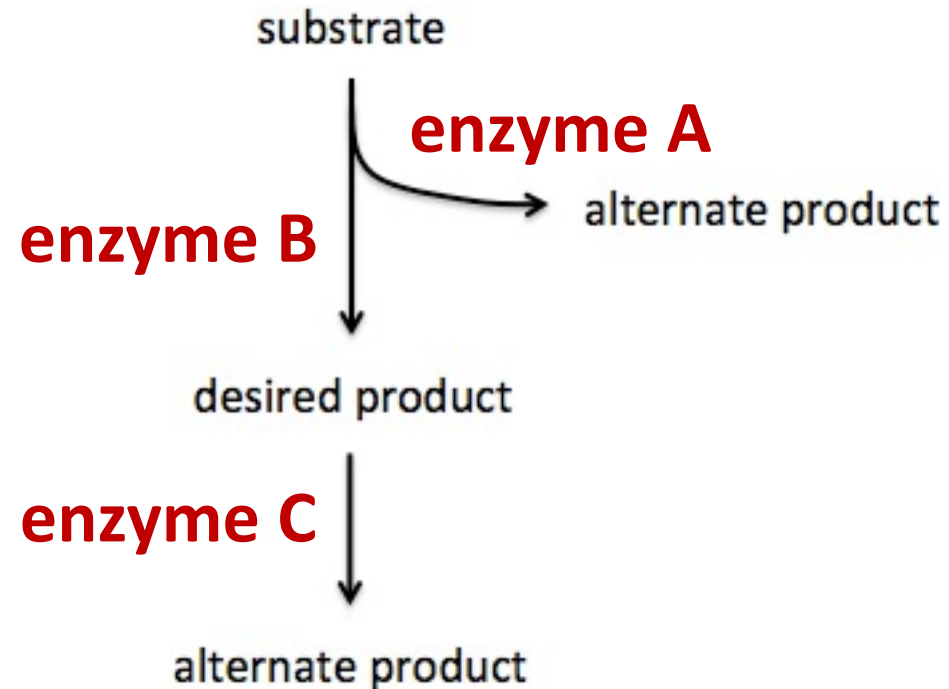 substrate
enzyme A
alternate product
enzyme B
desired product
enzyme C
alternate product